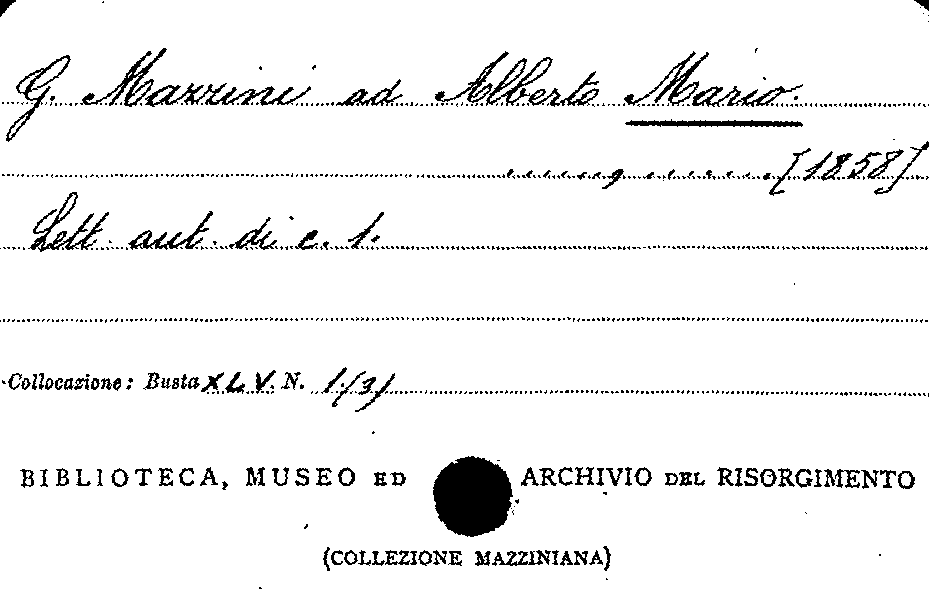 G. Mazzini ad Alberto Mario.
......, ...... [1858]
Lett. aut. di c. 1.
Collocazione: Busta XLV. N. 1.(3)
BIBLIOTECA, MUSEO ED ARCHIVIO DEL RISORGIMENTO
(COLLEZIONE MAZZINIANA)